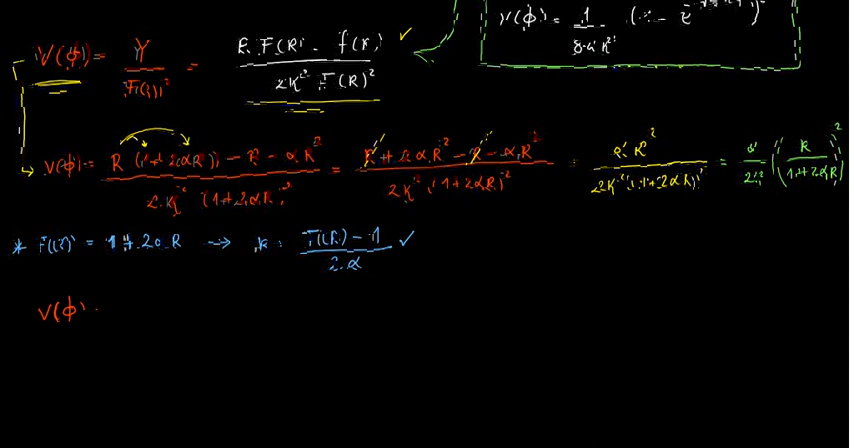 V(φ) = 1/8αK² (1 - e
V(φ) = Y/F(R)² = R F(R) - f(R) / 2K² F(R)² ✓
V(φ) = R (1 + 2αR) - R - αR² / 2K² (1 + 2αR)² = R + 2αR² - R - αR² / 2K² (1 + 2αR)² = αR² / 2K² (1 + 2αR)² = α/2K² (R / 1 + 2αR)²
* F(R) = 1 + 2αR → R = F(R) - 1 / 2α ✓
V(φ)